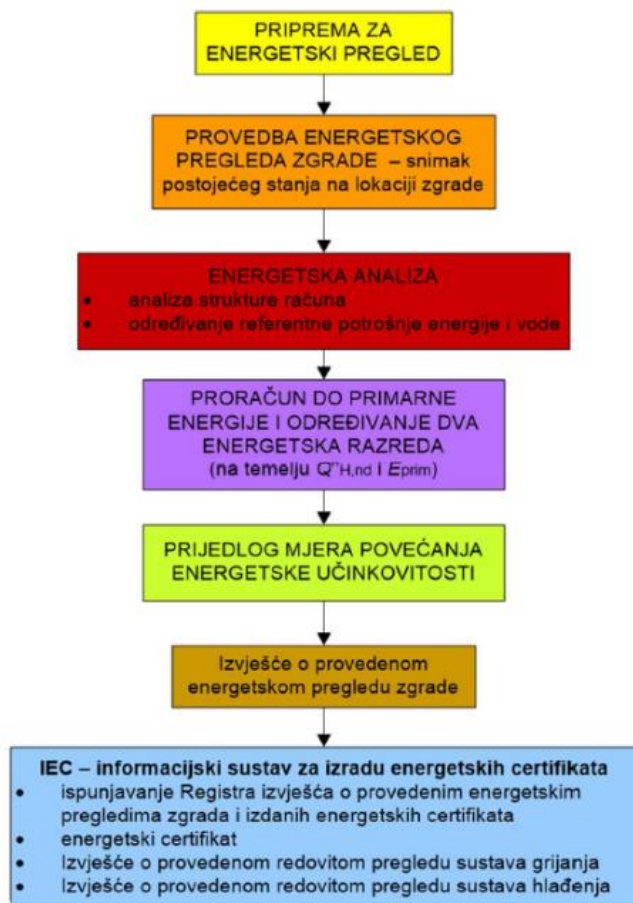 PRIPREMA ZA
ENERGETSKI PREGLED
PROVEDBA ENERGETSKOG
PREGLEDA ZGRADE – snimak
postojećeg stanja na lokaciji zgrade
ENERGETSKA ANALIZA
• analiza strukture računa
• određivanje referentne potrošnje energije i vode
PRORAČUN DO PRIMARNE
ENERGIJE I ODREĐIVANJE DVA
ENERGETSKA RAZREDA
(na temelju Q"H,nd i Eprim)
PRIJEDLOG MJERA POVEĆANJA
ENERGETSKE UČINKOVITOSTI
Izvješće o provedenom
energetskom pregledu zgrade
IEC – informacijski sustav za izradu energetskih certifikata
• ispunjavanje Registra izvješća o provedenim energetskim
pregledima zgrada i izdanih energetskih certifikata
• energetski certifikat
• Izvješće o provedenom redovitom pregledu sustava grijanja
• Izvješće o provedenom redovitom pregledu sustava hlađenja